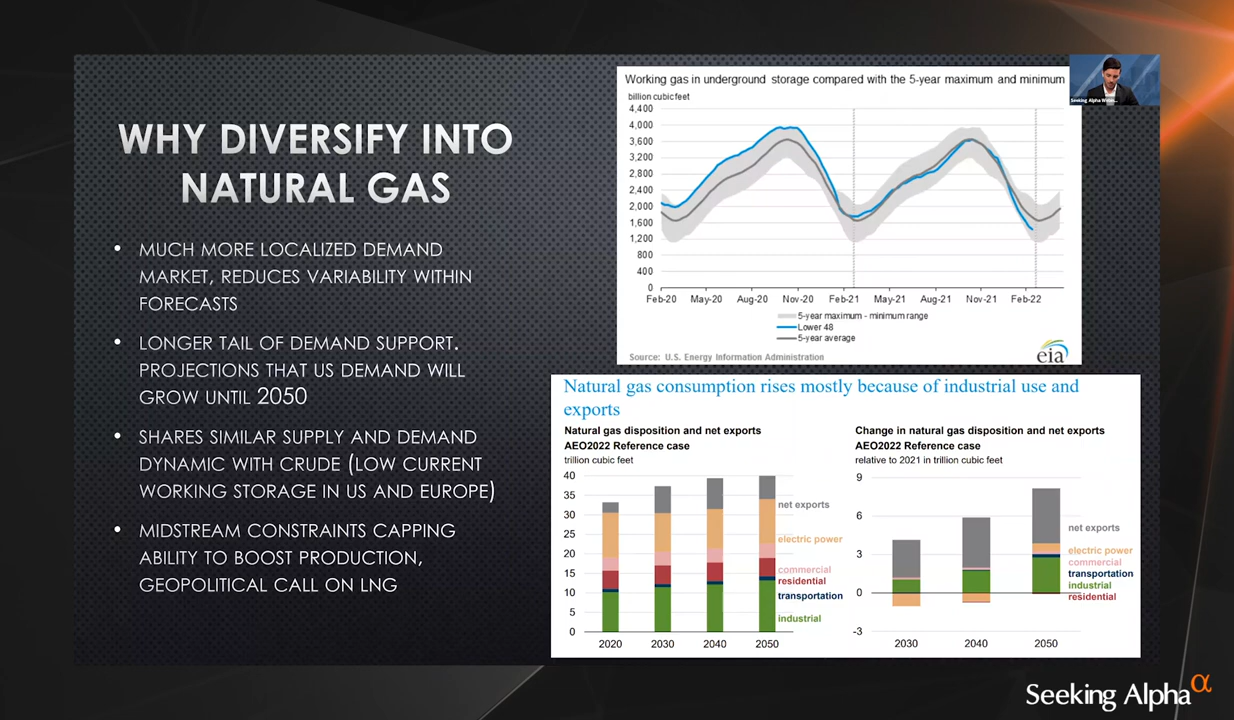 WHY DIVERSIFY INTO
NATURAL GAS
• MUCH MORE LOCALIZED DEMAND
MARKET, REDUCES VARIABILITY WITHIN
FORECASTS
• LONGER TAIL OF DEMAND SUPPORT.
PROJECTIONS THAT US DEMAND WILL
GROW UNTIL 2050
• SHARES SIMILAR SUPPLY AND DEMAND
DYNAMIC WITH CRUDE (LOW CURRENT
WORKING STORAGE IN US AND EUROPE)
• MIDSTREAM CONSTRAINTS CAPPING
ABILITY TO BOOST PRODUCTION,
GEOPOLITICAL CALL ON LNG
Working gas in underground storage compared with the 5-year maximum and minimum
billion cubic feet
4,400
4,000
3,600
3,200
2,800
2,400
2,000
1,600
1,200
800
400
0
Feb-20 May-20 Aug-20 Nov-20 Feb-21 May-21 Aug-21 Nov-21 Feb-22
5-year maximum - minimum range
Lower 48
5-year average
Source: U.S. Energy Information Administration
eia
Seeking Alpha
Natural gas consumption rises mostly because of industrial use and
exports
Natural gas disposition and net exports
AEO2022 Reference case
trillion cubic feet
40
35
30
25
20
15
10
5
0
2020 2030 2040 2050
net exports
electric power
commercial
residential
transportation
industrial
Change in natural gas disposition and net exports
AEO2022 Reference case
relative to 2021 in trillion cubic feet
9
6
3
0
-3
2030 2040 2050
net exports
electric power
commercial
transportation
industrial
residential
Seeking Alpha α